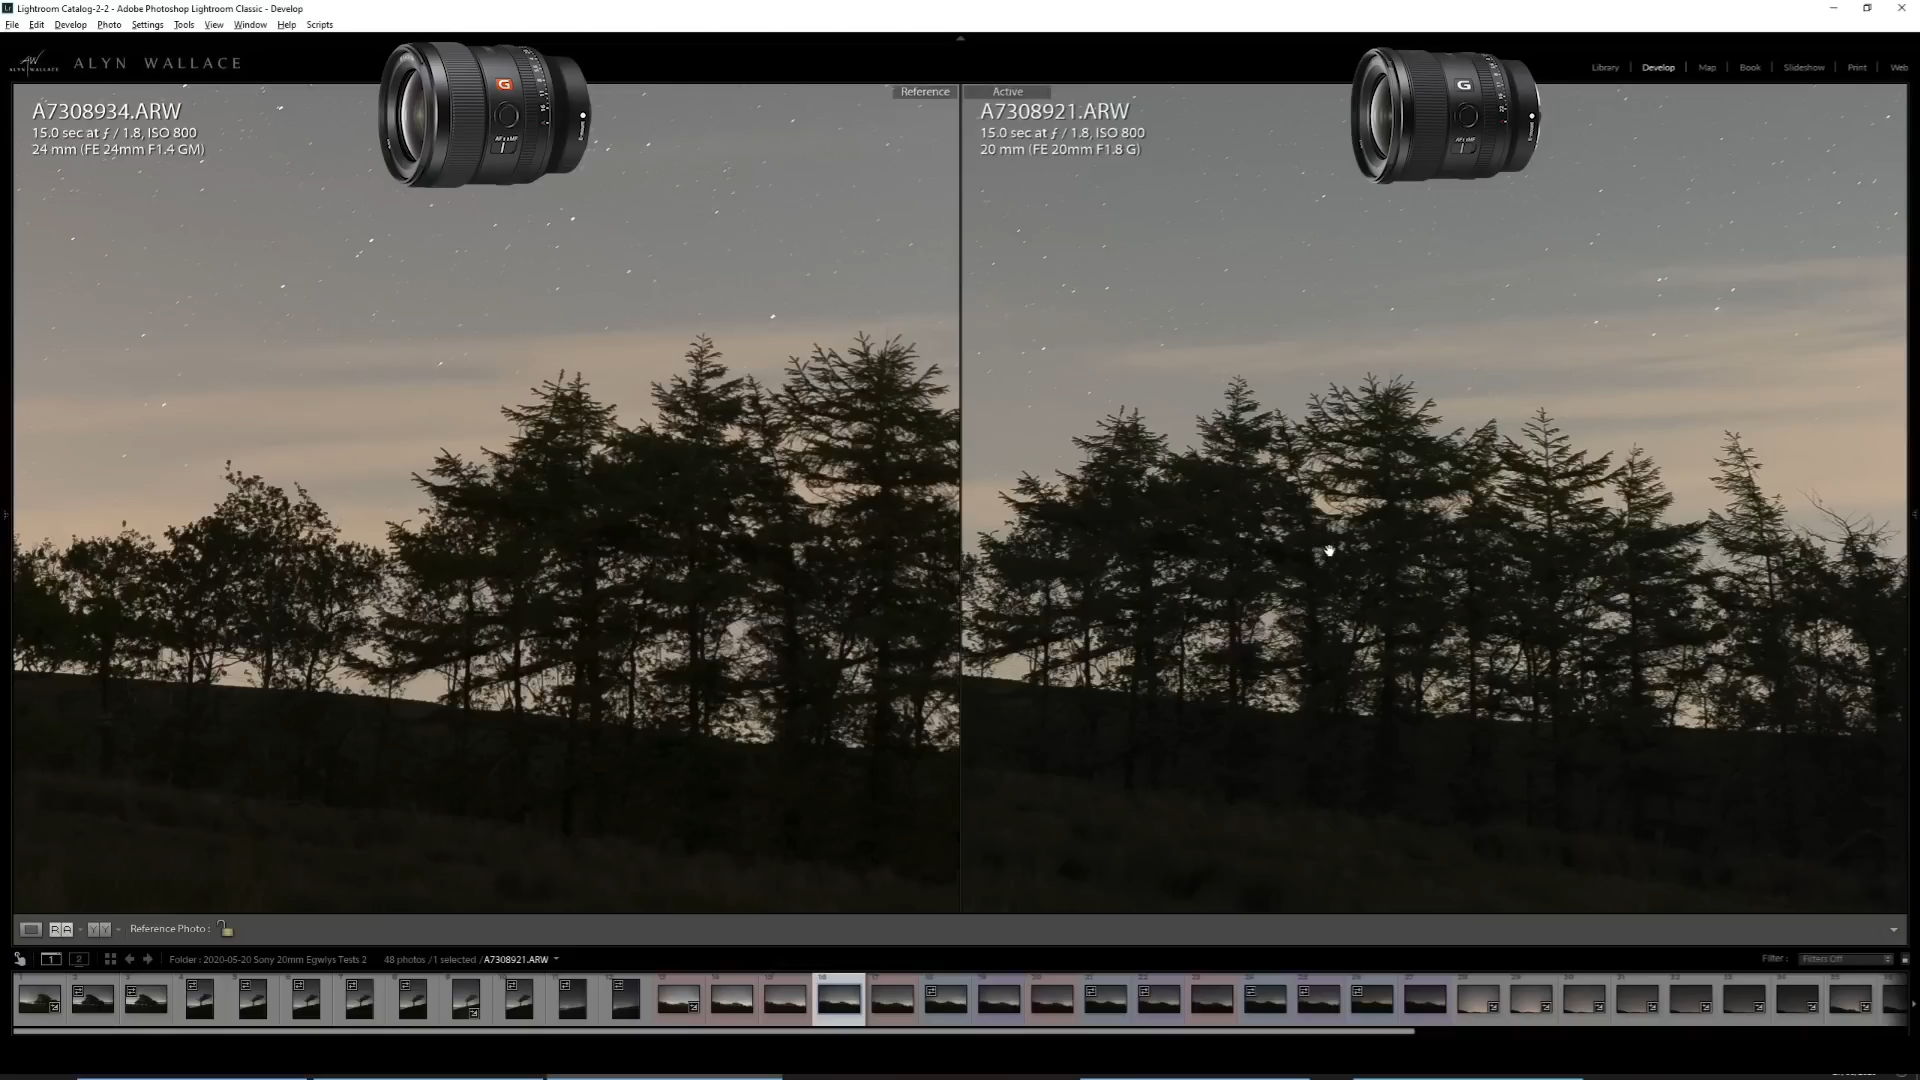 Lightroom Catalog-2-2 - Adobe Photoshop Lightroom Classic - Develop
File Edit Develop Photo Settings Tools View Window Help Scripts
ALYN WALLACE
Library | Develop | Map | Book | Slideshow | Print | Web
Reference
Active
A7308934.ARW
15.0 sec at ƒ / 1.8, ISO 800
24 mm (FE 24mm F1.4 GM)
G
A7308921.ARW
15.0 sec at ƒ / 1.8, ISO 800
20 mm (FE 20mm F1.8 G)
G
R A Y Y Reference Photo :
1 2 Folder : 2020-05-20 Sony 20mm Egwlys Tests 2 48 photos /1 selected /A7308921.ARW
Filter : Filters Off